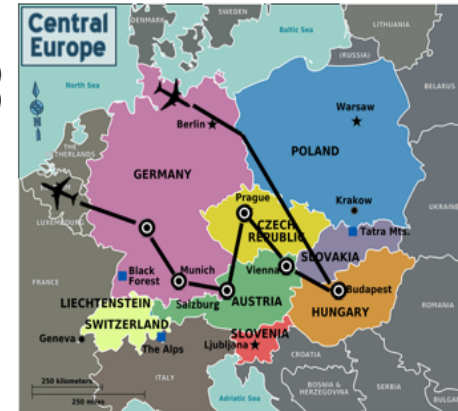 Central
Europe
DENMARK
SWEDEN
Baltic Sea
LITHUANIA
(RUSSIA)
North Sea
BELARUS
Berlin
Warsaw
THE
THERLANDS
POLAND
GERMANY
Prague
Krakow
UKRAINE
LUXEMBOURG
CZECH
REPUBLIC
Tatra Mts.
SLOVAKIA
FRANCE
Black
Forest
Munich
Vienna
Budapest
LIECHTENSTEIN
Salzburg
AUSTRIA
HUNGARY
ROMANIA
SWITZERLAND
SLOVENIA
Geneva
The Alps
Ljubljana
CROATIA
ITALY
250 kilometers
250 miles
BOSNIA &
HERZEGOVINA
SERBIA
Adriatic Sea
BULGA